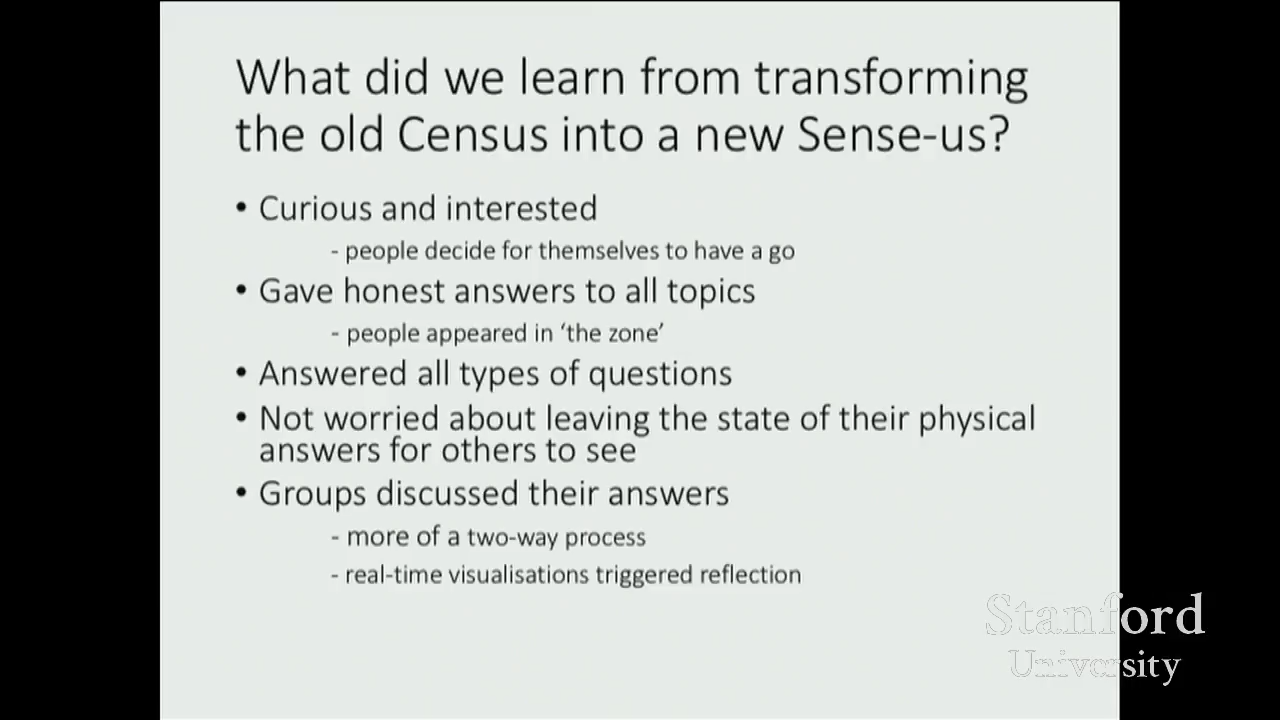 What did we learn from transforming
the old Census into a new Sense-us?
• Curious and interested
- people decide for themselves to have a go
• Gave honest answers to all topics
- people appeared in ‘the zone’
• Answered all types of questions
• Not worried about leaving the state of their physical
answers for others to see
• Groups discussed their answers
- more of a two-way process
- real-time visualisations triggered reflection
Stanford
University